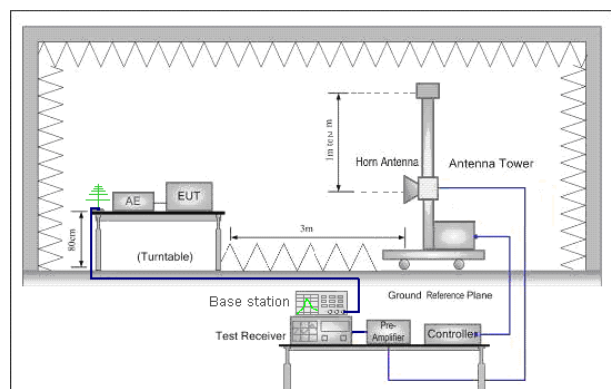 1m to 2 m
Horn Antenna
Antenna Tower
AE
EUT
80cm
(Turntable)
3m
Base station
Ground Reference Plane
Test Receiver
Pre-
Amplifier
Controller